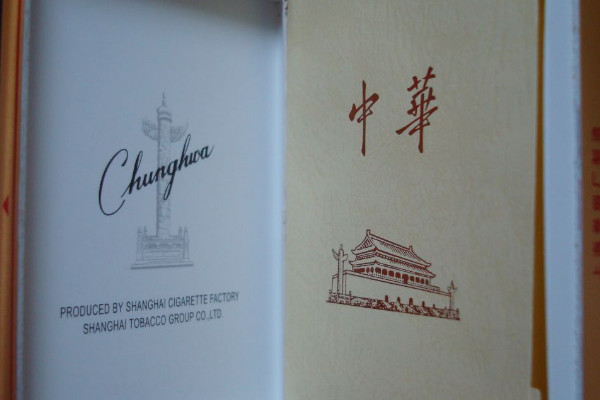 Chunghwa
PRODUCED BY SHANGHAI CIGARETTE FACTORY
SHANGHAI TOBACCO GROUP CO.,LTD.
中華